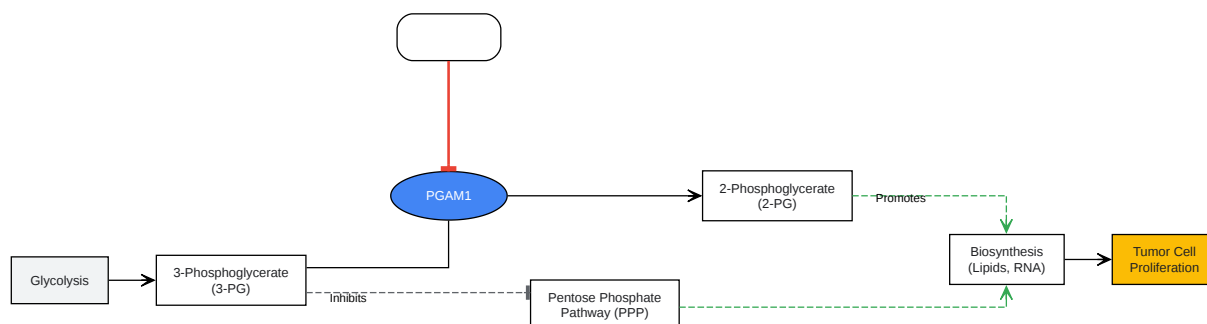 PGAM1
2-Phosphoglycerate
(2-PG)
Promotes
Glycolysis
3-Phosphoglycerate
(3-PG)
Inhibits
Pentose Phosphate
Pathway (PPP)
Biosynthesis
(Lipids, RNA)
Tumor Cell
Proliferation